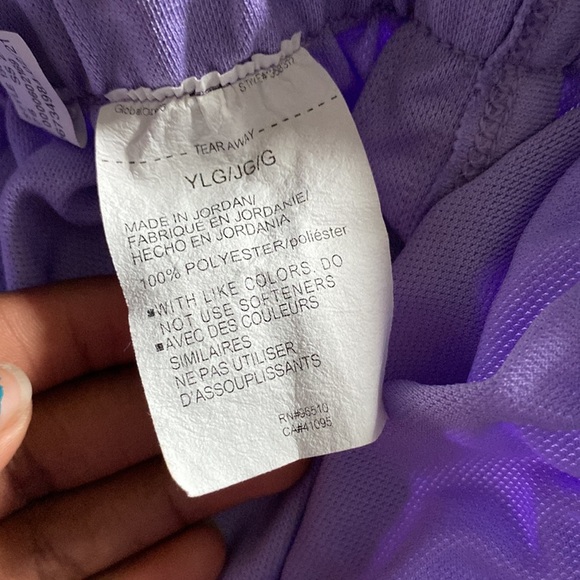 TEAR AWAY
YLG/JG/G
MADE IN JORDAN/
FABRIQUE EN JORDANIE/
HECHO EN JORDANIA
100% POLYESTER/poliéster
▪WITH LIKE COLORS. DO
NOT USE SOFTENERS
▪AVEC DES COULEURS
SIMILAIRES
NE PAS UTILISER
D'ASSOUPLISSANTS
RN#96510
CA#41095